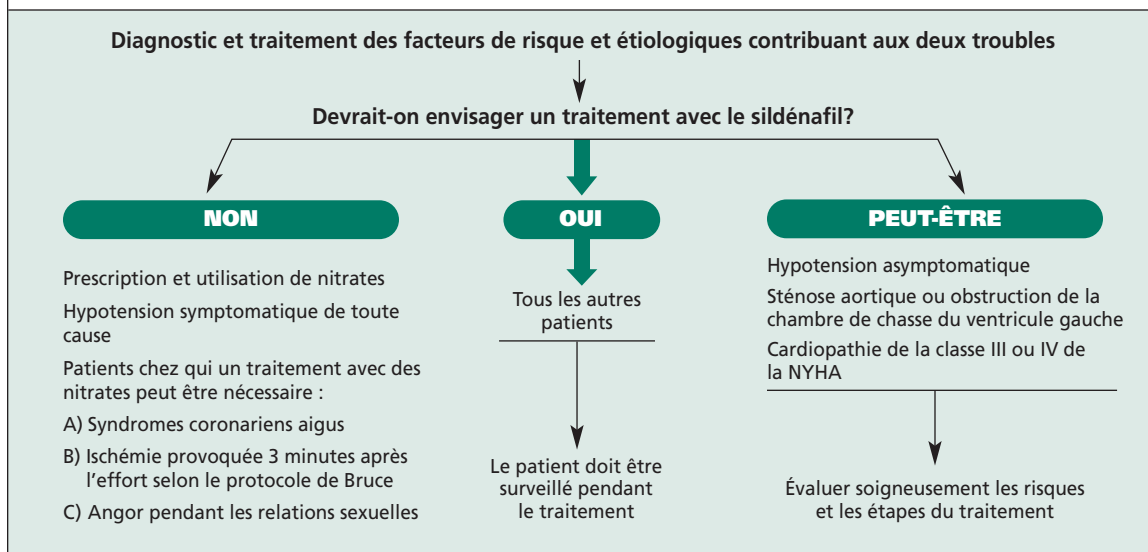 Diagnostic et traitement des facteurs de risque et étiologiques contribuant aux deux troubles
Devrait-on envisager un traitement avec le sildénafil?
NON
Prescription et utilisation de nitrates
Hypotension symptomatique de toute
cause
Patients chez qui un traitement avec des
nitrates peut être nécessaire :
A) Syndromes coronariens aigus
B) Ischémie provoquée 3 minutes après
l'effort selon le protocole de Bruce
C) Angor pendant les relations sexuelles
OUI
Tous les autres
patients
Le patient doit être
surveillé pendant
le traitement
PEUT-ÊTRE
Hypotension asymptomatique
Sténose aortique ou obstruction de la
chambre de chasse du ventricule gauche
Cardiopathie de la classe III ou IV de
la NYHA
Évaluer soigneusement les risques
et les étapes du traitement